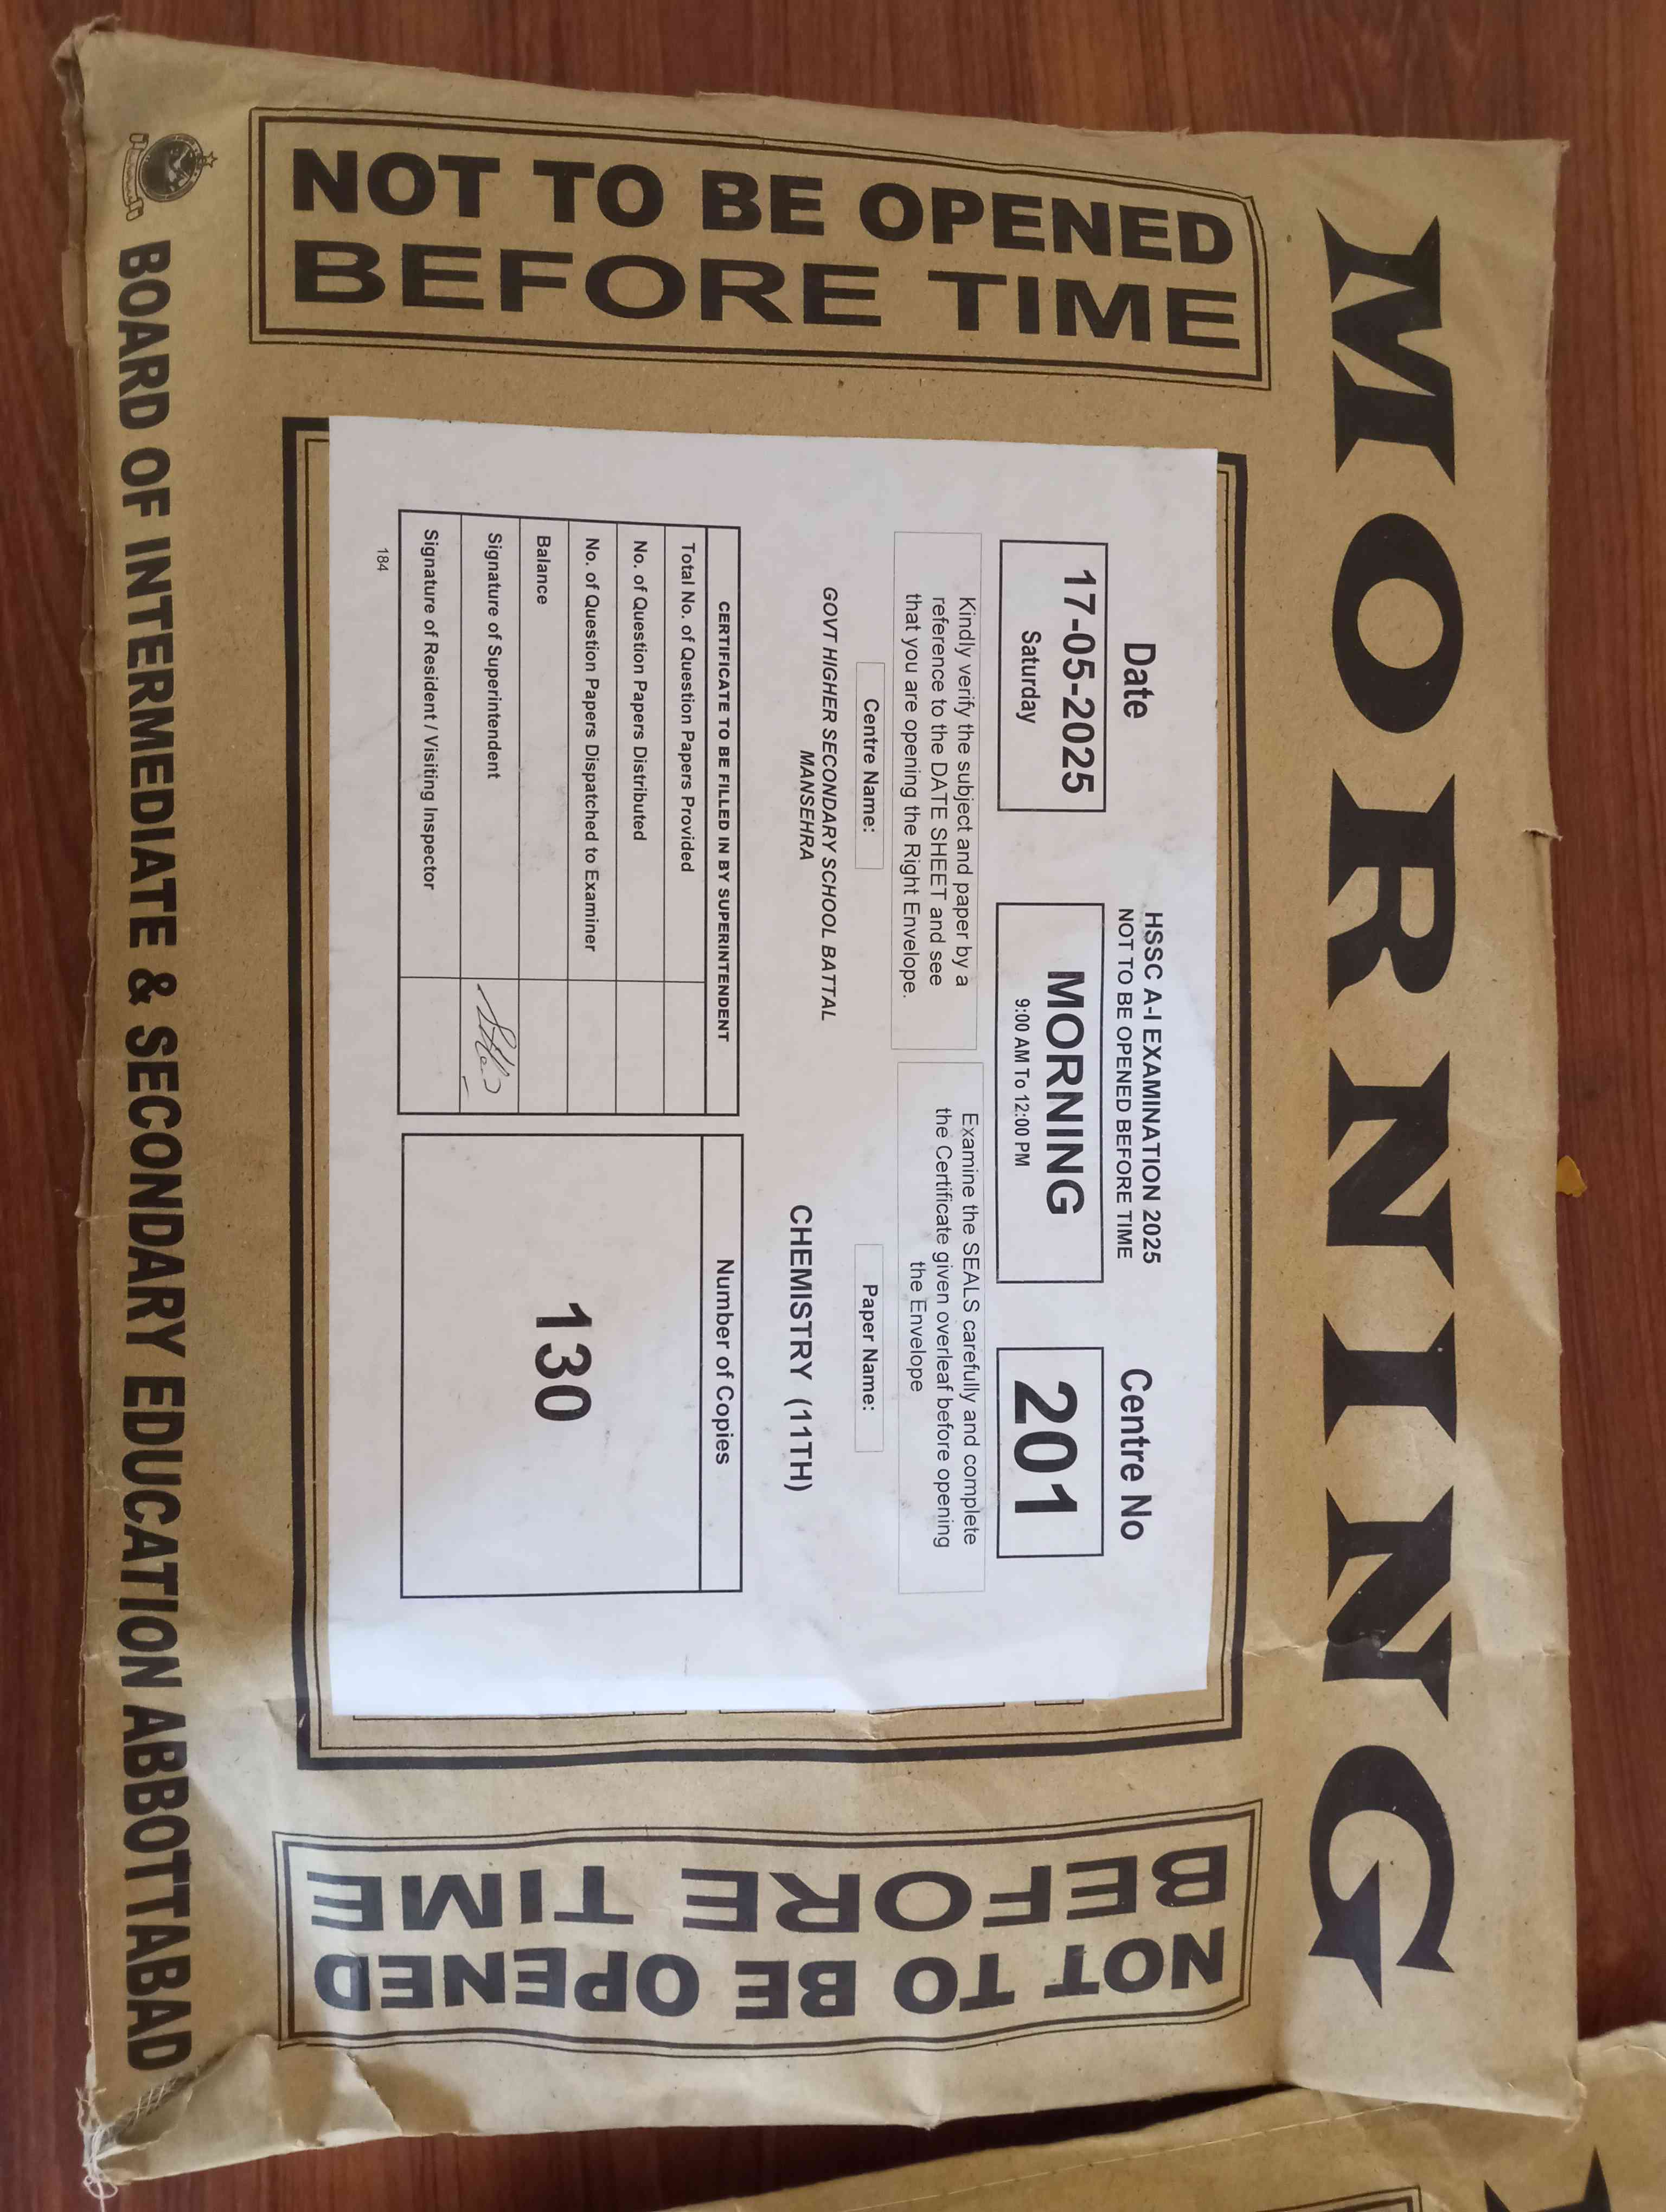 MORNING
NOT TO BE OPENED
BEFORE TIME
HSSC A-I EXAMINATION 2025
NOT TO BE OPENED BEFORE TIME
Date
17-05-2025
Saturday
MORNING
9:00 AM To 12:00 PM
Centre No
201
Kindly verify the subject and paper by a
reference to the DATE SHEET and see
that you are opening the Right Envelope.
Examine the SEALS carefully and complete
the Certificate given overleaf before opening
the Envelope
Centre Name:
GOVT HIGHER SECONDARY SCHOOL BATTAL
MANSEHRA
Paper Name:
CHEMISTRY (11TH)
CERTIFICATE TO BE FILLED IN BY SUPERINTENDENT
Total No. of Question Papers Provided
No. of Question Papers Distributed
No. of Question Papers Dispatched to Examiner
Balance
Signature of Superintendent
Signature of Resident / Visiting Inspector
Number of Copies
130
184
NOT TO BE OPENED
BEFORE TIME
BOARD OF INTERMEDIATE & SECONDARY EDUCATION ABBOTTABAD